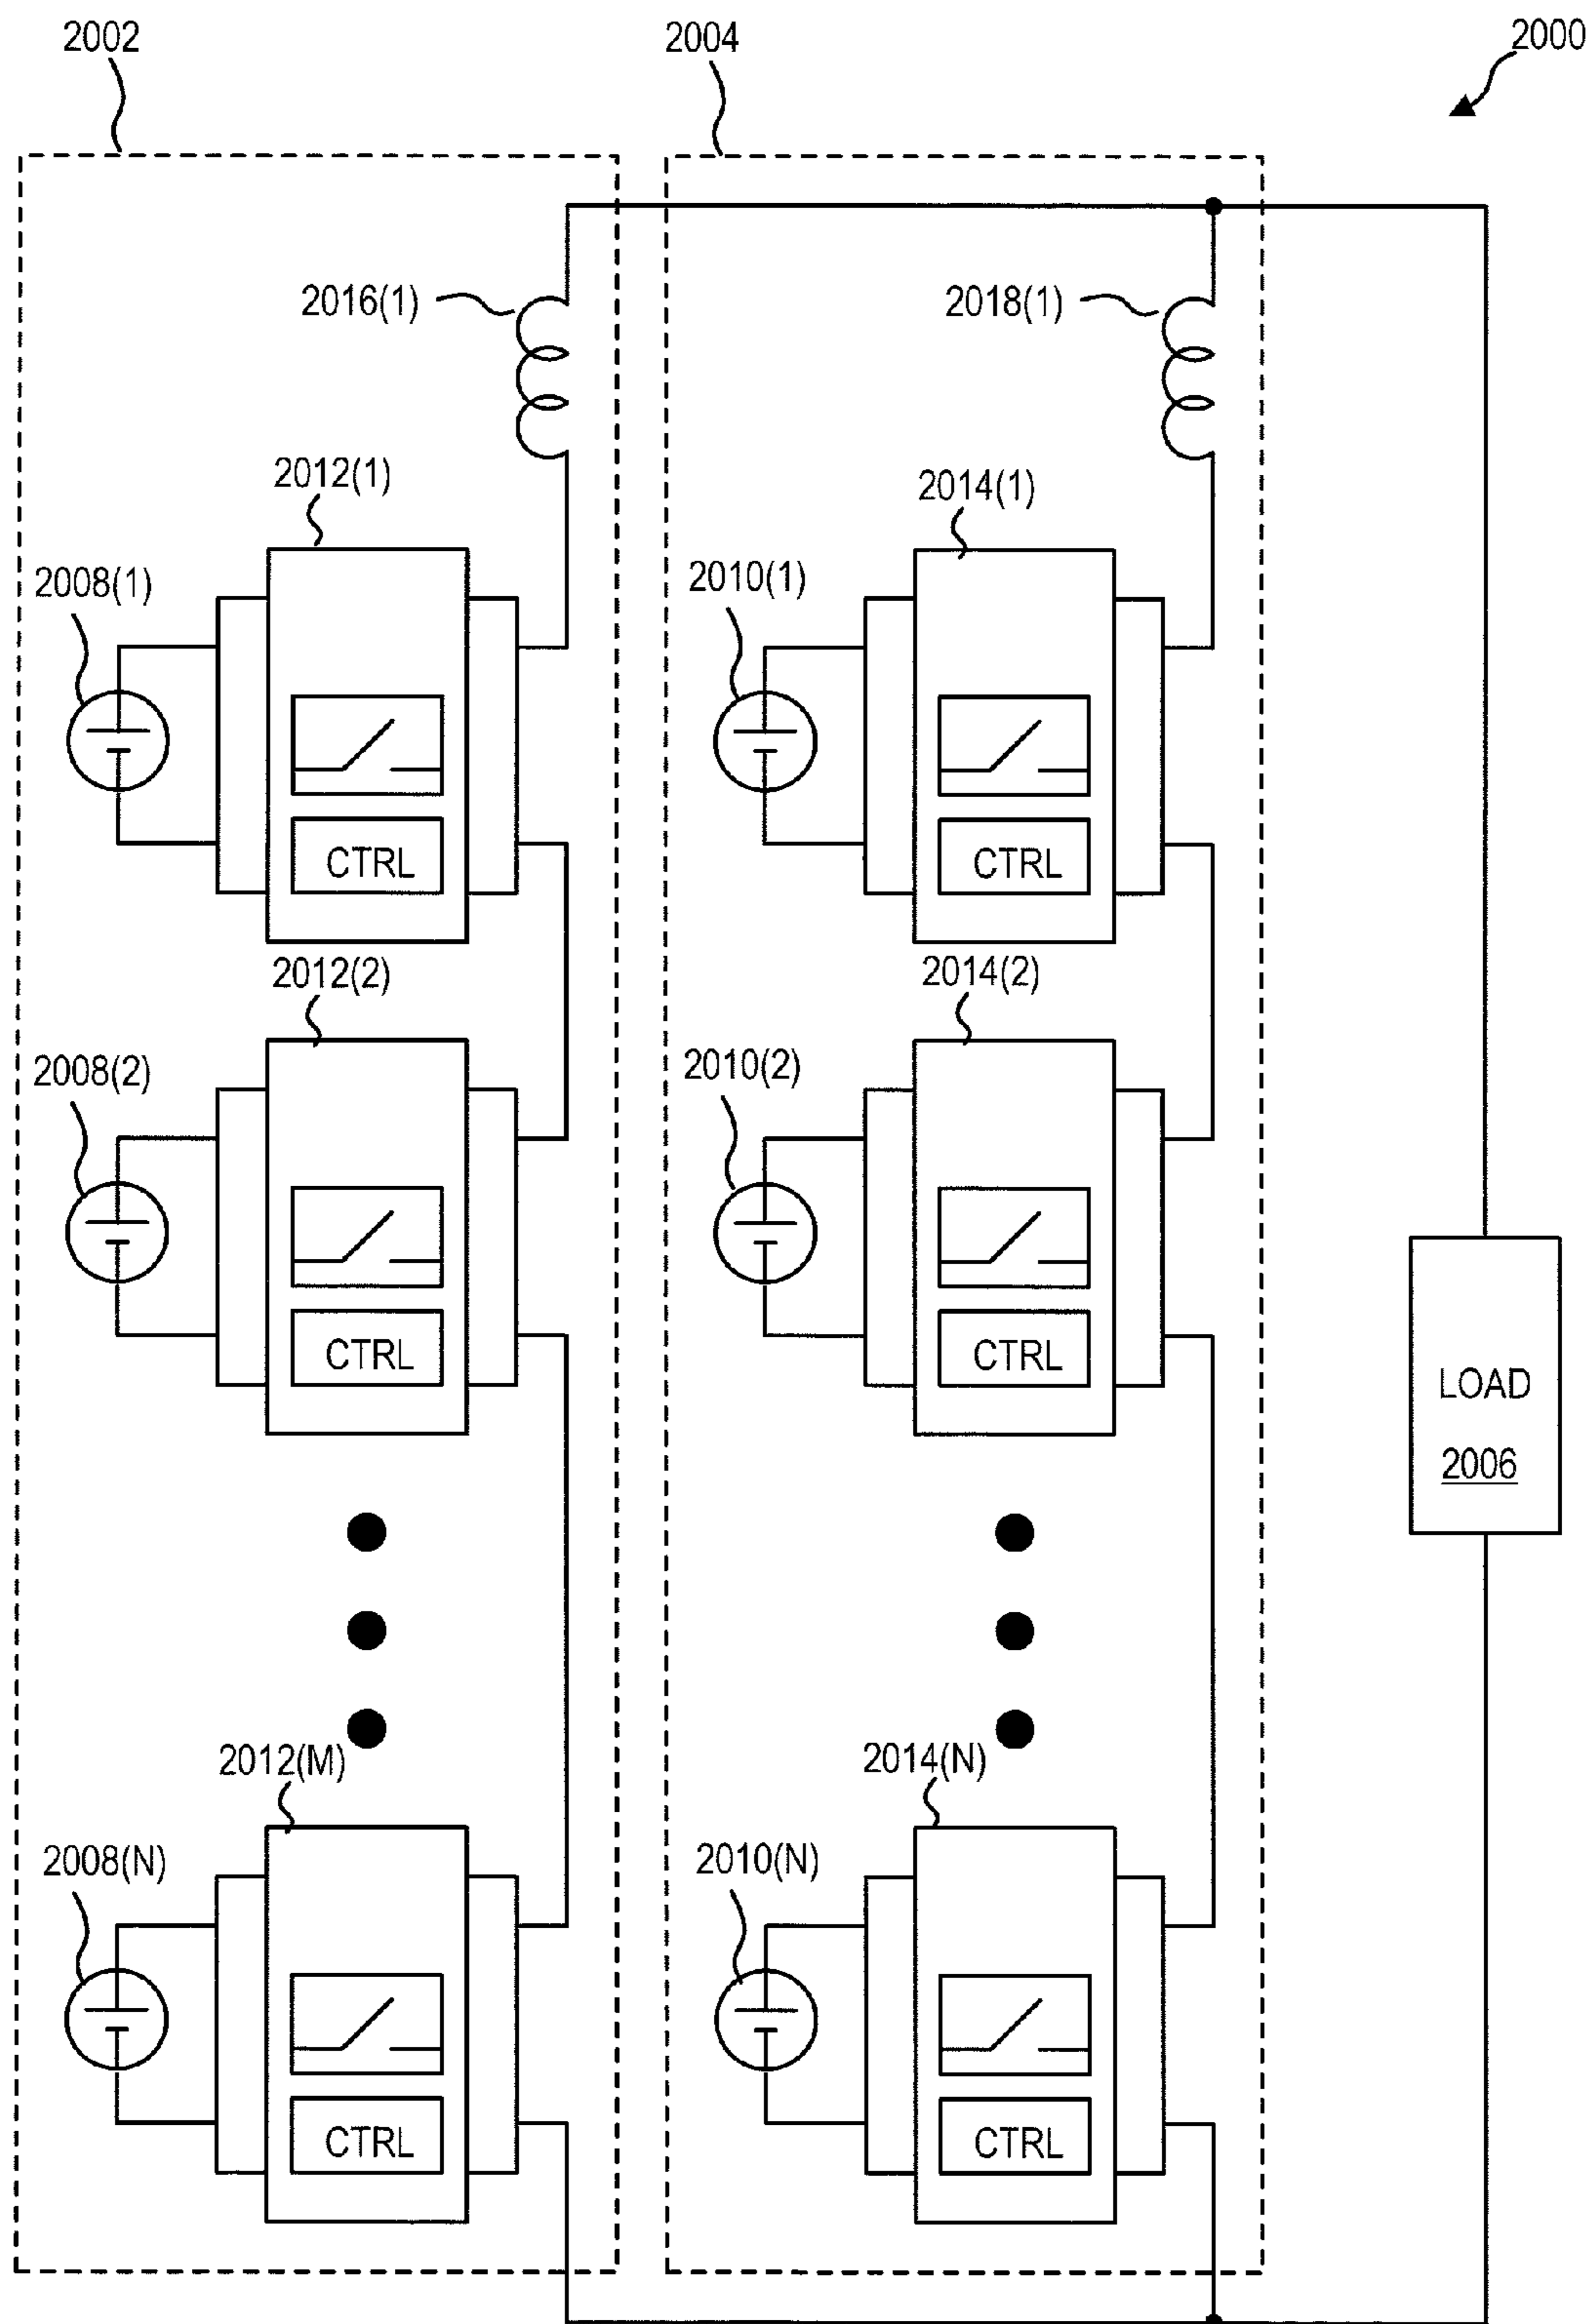 2002
2004
2000
2016(1)
2018(1)
2012(1)
2014(1)
2008(1)
2010(1)
CTRL
CTRL
2012(2)
2014(2)
2008(2)
2010(2)
CTRL
CTRL
LOAD
2006
2012(M)
2014(N)
2008(N)
2010(N)
CTRL
CTRL